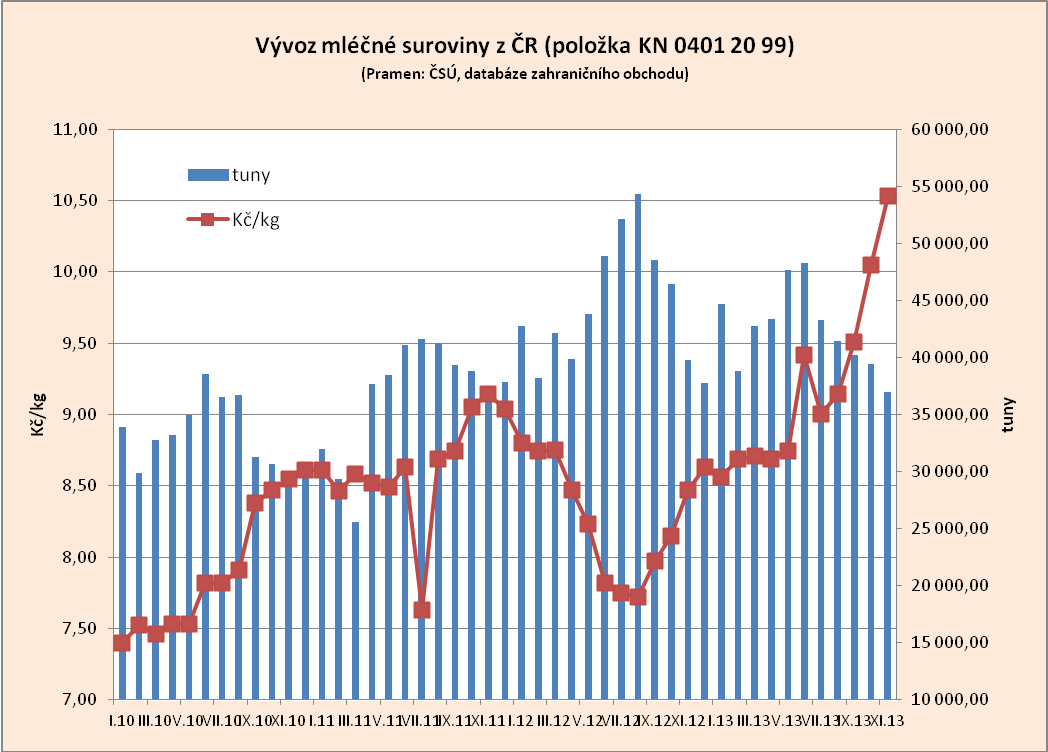 Vývoz mléčné suroviny z ČR (položka KN 0401 20 99)
(Pramen: ČSÚ, databáze zahraničního obchodu)
11,00
10,50
10,00
9,50
9,00
8,50
8,00
7,50
7,00
Kč/kg
tuny
Kč/kg
60 000,00
55 000,00
50 000,00
45 000,00
40 000,00
35 000,00
30 000,00
25 000,00
20 000,00
15 000,00
10 000,00
tuny
I.10 III.10 V.10 VII.10 IX.10 XI.10 I.11 III.11 V.11 VII.11 IX.11 XI.11 I.12 III.12 V.12 VII.12 IX.12 XI.12 I.13 III.13 V.13 VII.13 IX.13 XI.13